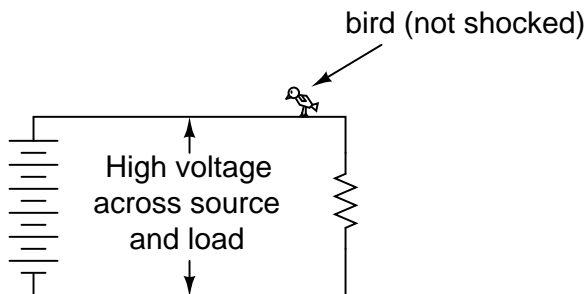 bird (not shocked)
High voltage
across source
and load